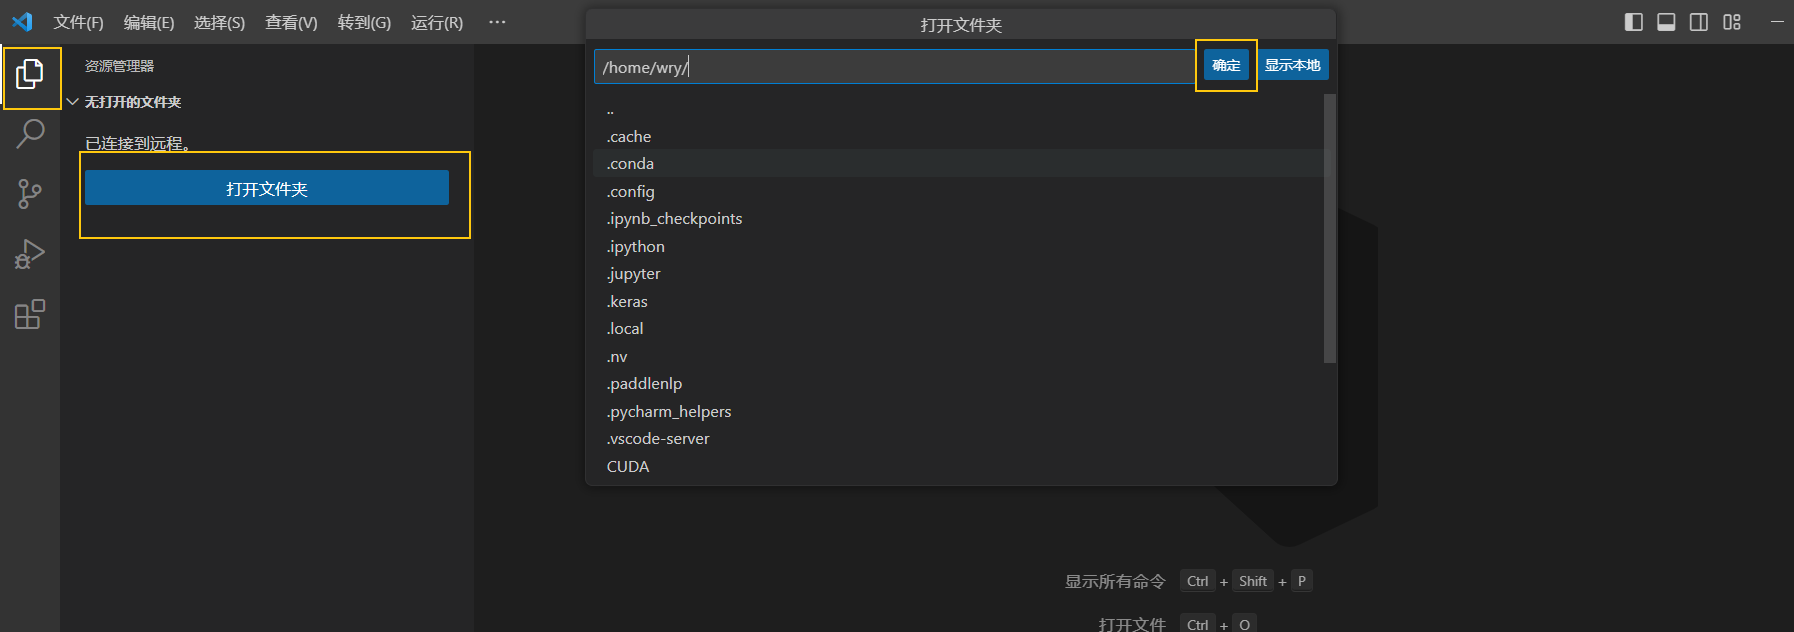 文件(F) 编辑(E) 选择(S) 查看(V) 转到(G) 运行(R) ···
打开文件夹
资源管理器
无打开的文件夹
已连接到远程。
打开文件夹
/home/wry/
确定
显示本地
..
.cache
.conda
.config
.ipynb_checkpoints
.ipython
.jupyter
.keras
.local
.nv
.paddlenlp
.pycharm_helpers
.vscode-server
CUDA
显示所有命令 Ctrl + Shift + P
打开文件 Ctrl + O